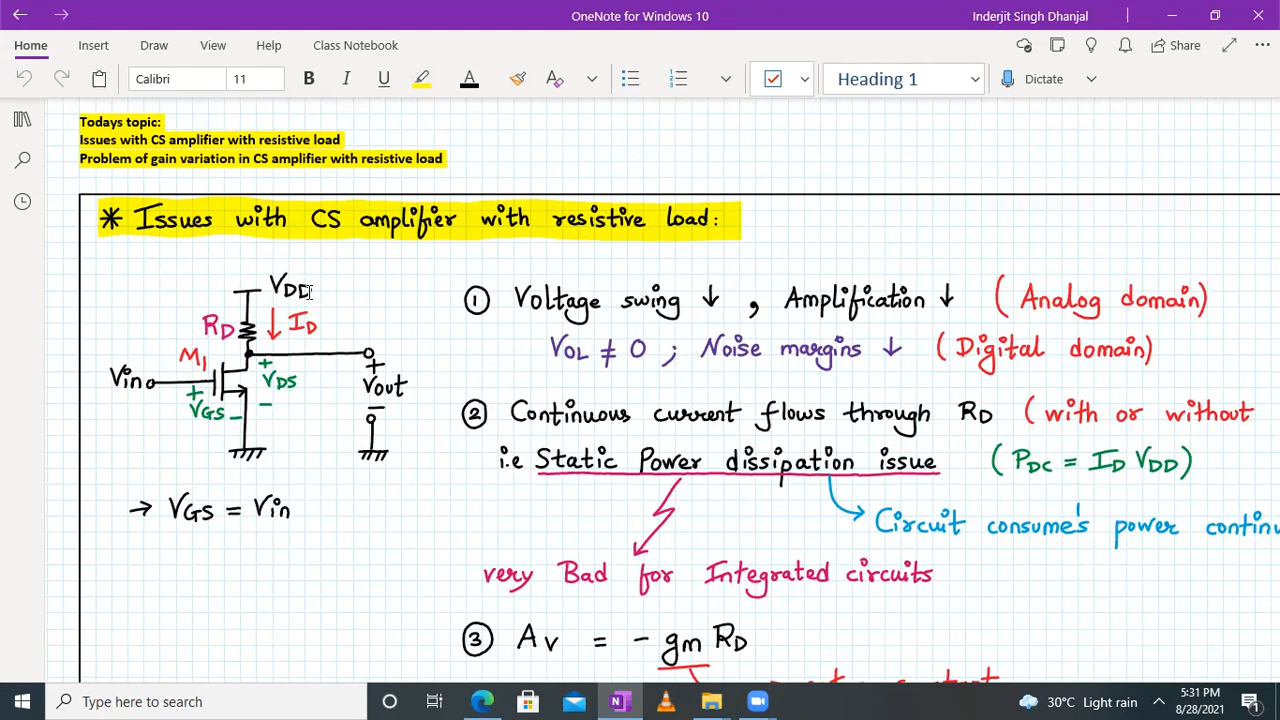 OneNote for Windows 10
Inderjit Singh Dhanjal
Home Insert Draw View Help Class Notebook
Share
Calibri 11 B I U A Heading 1 Dictate
Todays topic:
Issues with CS amplifier with resistive load
Problem of gain variation in CS amplifier with resistive load
* Issues with CS amplifier with resistive load:
VDD
RD ID
M1
Vin
+ VGS -
+ VDS -
+ Vout -
→ VGS = Vin
① Voltage swing ↓ , Amplification ↓ (Analog domain)
VOL ≠ 0 ; Noise margins ↓ (Digital domain)
② Continuous current flows through RD (with or without
i.e Static Power dissipation issue (PDC = ID VDD)
Circuit consume's power continu
very Bad for Integrated circuits
③ Av = - gm RD
Type here to search
30°C Light rain
5:31 PM
8/28/2021
1